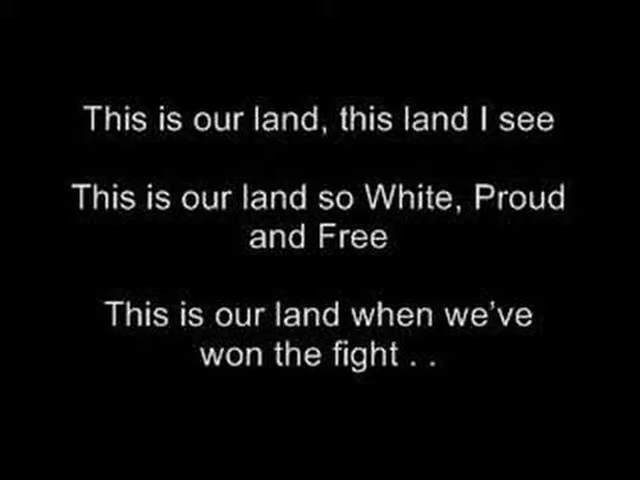 This is our land, this land I see
This is our land so White, Proud
and Free
This is our land when we've
won the fight . .